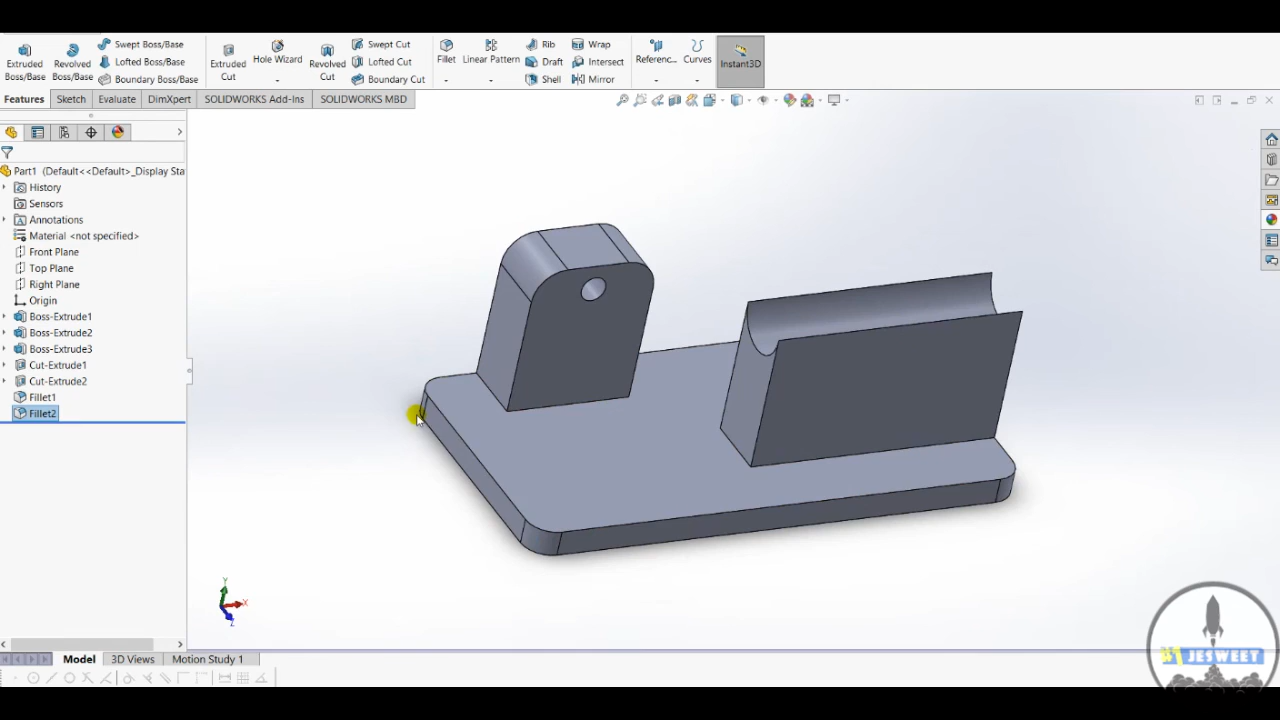 Extruded Boss/Base
Revolved Boss/Base
Swept Boss/Base
Lofted Boss/Base
Boundary Boss/Base
Extruded Cut
Hole Wizard
Revolved Cut
Swept Cut
Lofted Cut
Boundary Cut
Fillet
Linear Pattern
Rib
Draft
Shell
Wrap
Intersect
Mirror
Referenc...
Curves
Instant3D
Features
Sketch
Evaluate
DimXpert
SOLIDWORKS Add-Ins
SOLIDWORKS MBD
Part1 (Default<<Default>_Display Sta
History
Sensors
Annotations
Material <not specified>
Front Plane
Top Plane
Right Plane
Origin
Boss-Extrude1
Boss-Extrude2
Boss-Extrude3
Cut-Extrude1
Cut-Extrude2
Fillet1
Fillet2
Y
X
Z
JESWEET
Model
3D Views
Motion Study 1